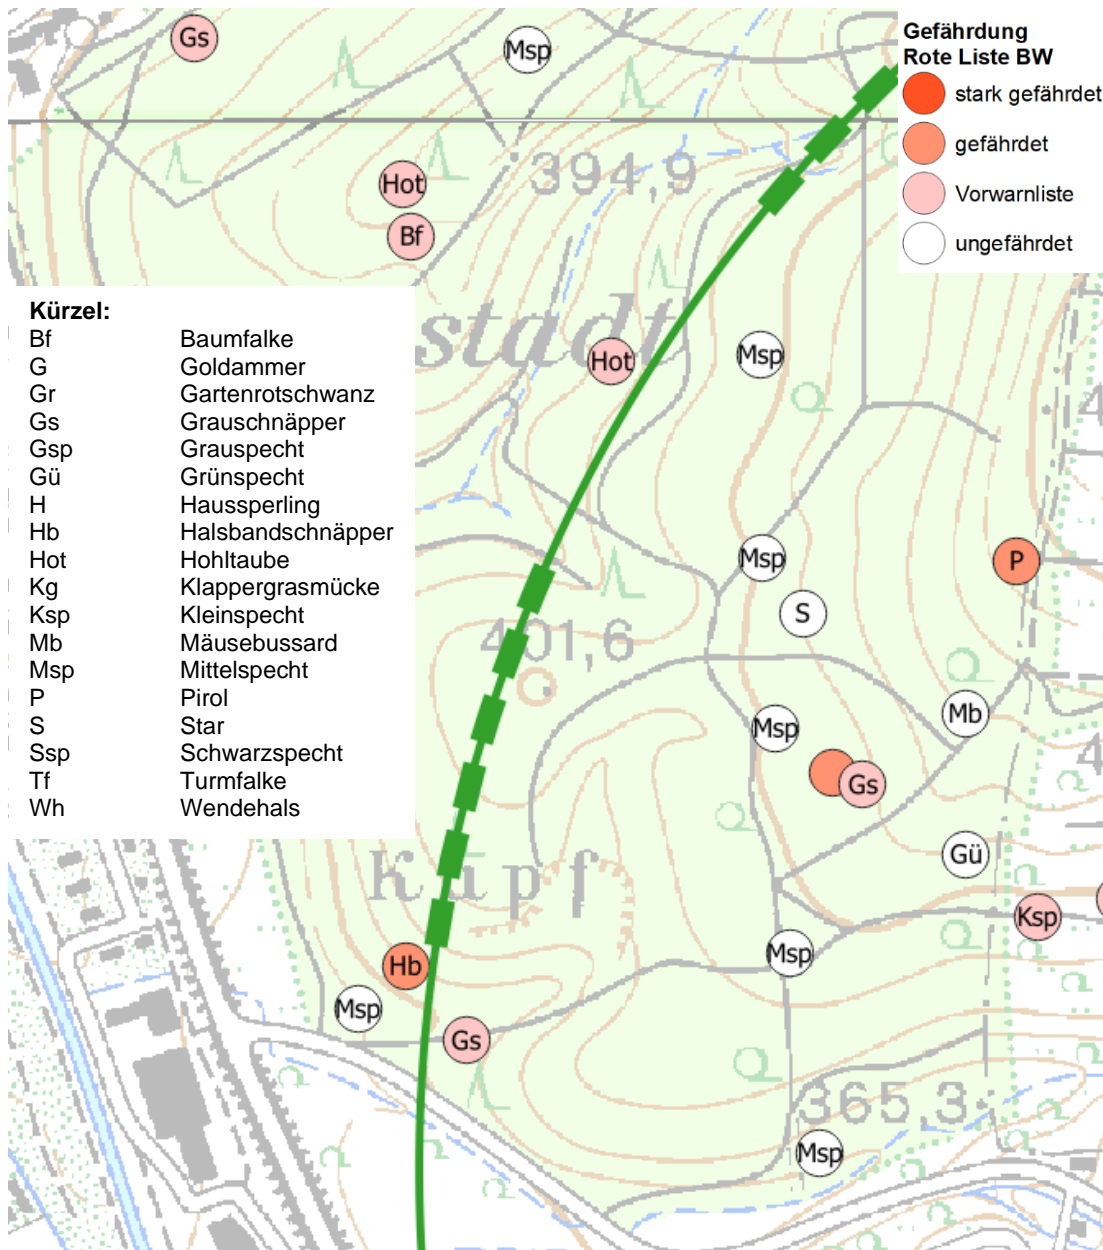 Gefährdung
Rote Liste BW
stark gefährdet
gefährdet
Vorwarnliste
ungefährdet
Gs
Msp
394,9
Hot
Bf
Kürzel:
Bf Baumfalke
G Goldammer
Gr Gartenrotschwanz
Gs Grauschnäpper
Gsp Grauspecht
Gü Grünspecht
H Haussperling
Hb Halsbandschnäpper
Hot Hohltaube
Kg Klappergrasmücke
Ksp Kleinspecht
Mb Mäusebussard
Msp Mittelspecht
P Pirol
S Star
Ssp Schwarzspecht
Tf Turmfalke
Wh Wendehals
stadt
Hot
Msp
4
Msp
P
S
401,6
Mb
Msp
4
Gs
Gü
Küpf
Ksp
Msp
Hb
Msp
Gs
365,3
Msp